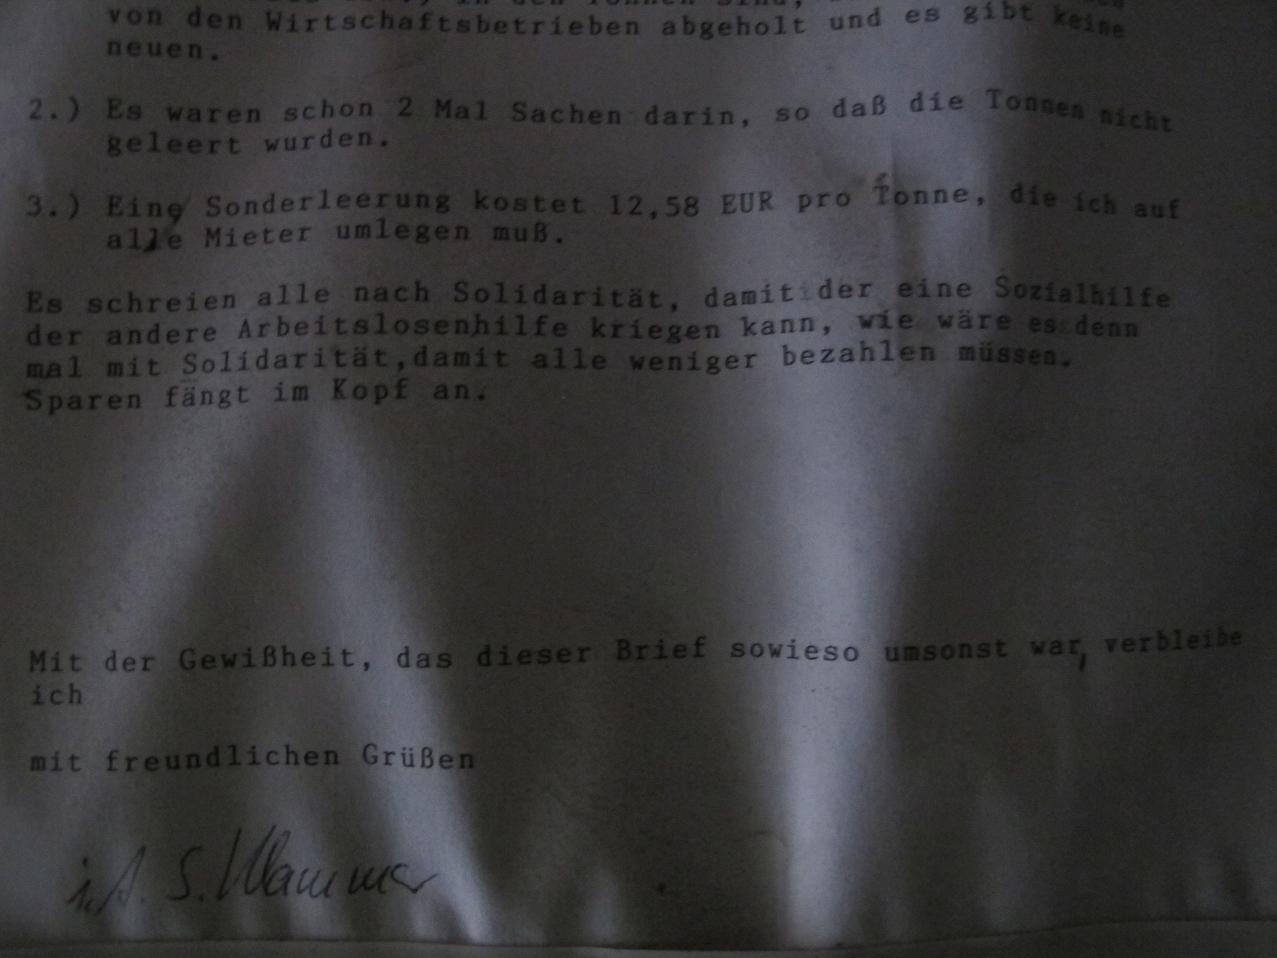 in den Tonnen sind,
von den Wirtschaftsbetrieben abgeholt und es gibt keine
neuen.
2.) Es waren schon 2 Mal Sachen darin, so daß die Tonnen nicht
geleert wurden.
3.) Eine Sonderleerung kostet 12,58 EUR pro Tonne, die ich auf
alle Mieter umlegen muß.
Es schreien alle nach Solidarität, damit der eine Sozialhilfe
der andere Arbeitslosenhilfe kriegen kann, wie wäre es denn
mal mit Solidarität,damit alle weniger bezahlen müssen.
Sparen fängt im Kopf an.
Mit der Gewißheit, das dieser Brief sowieso umsonst war, verbleibe
ich
mit freundlichen Grüßen
i.A. S.